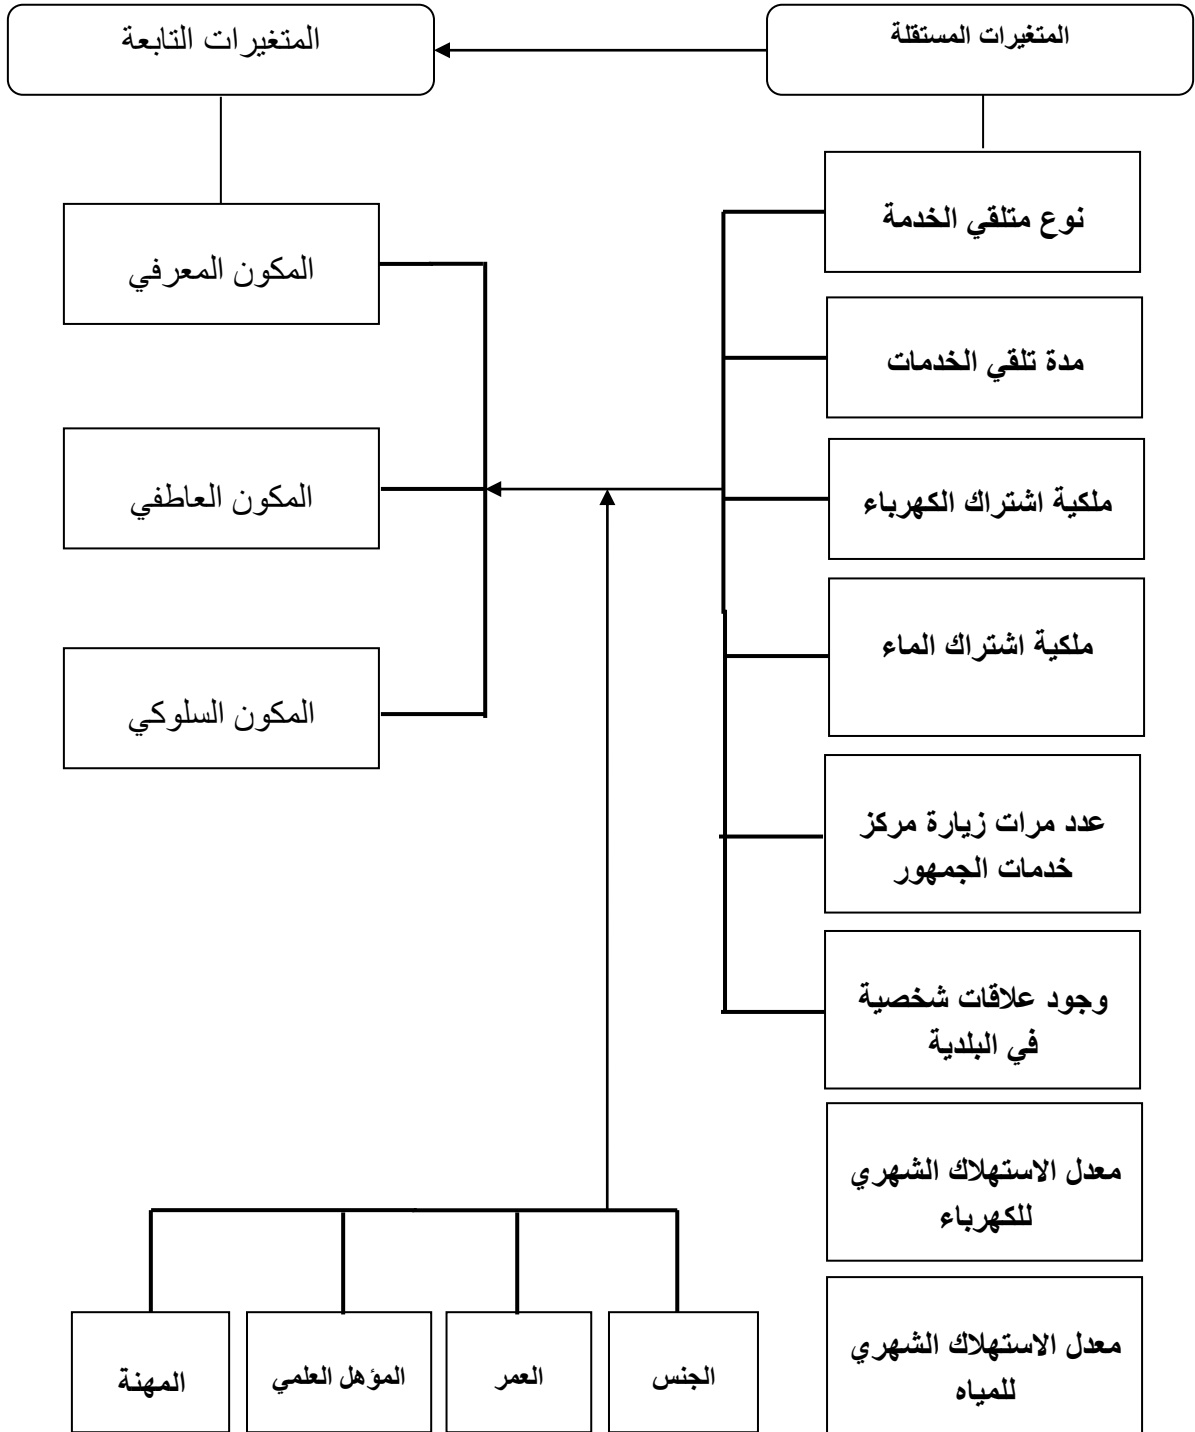 المتغيرات المستقلة
المتغيرات التابعة
نوع متلقي الخدمة
مدة تلقي الخدمات
ملكية اشتراك الكهرباء
ملكية اشتراك الماء
عدد مرات زيارة مركز
خدمات الجمهور
وجود علاقات شخصية
في البلدية
معدل الاستهلاك الشهري
للكهرباء
معدل الاستهلاك الشهري
للمياه
المكون المعرفي
المكون العاطفي
المكون السلوكي
الجنس
العمر
المؤهل العلمي
المهنة